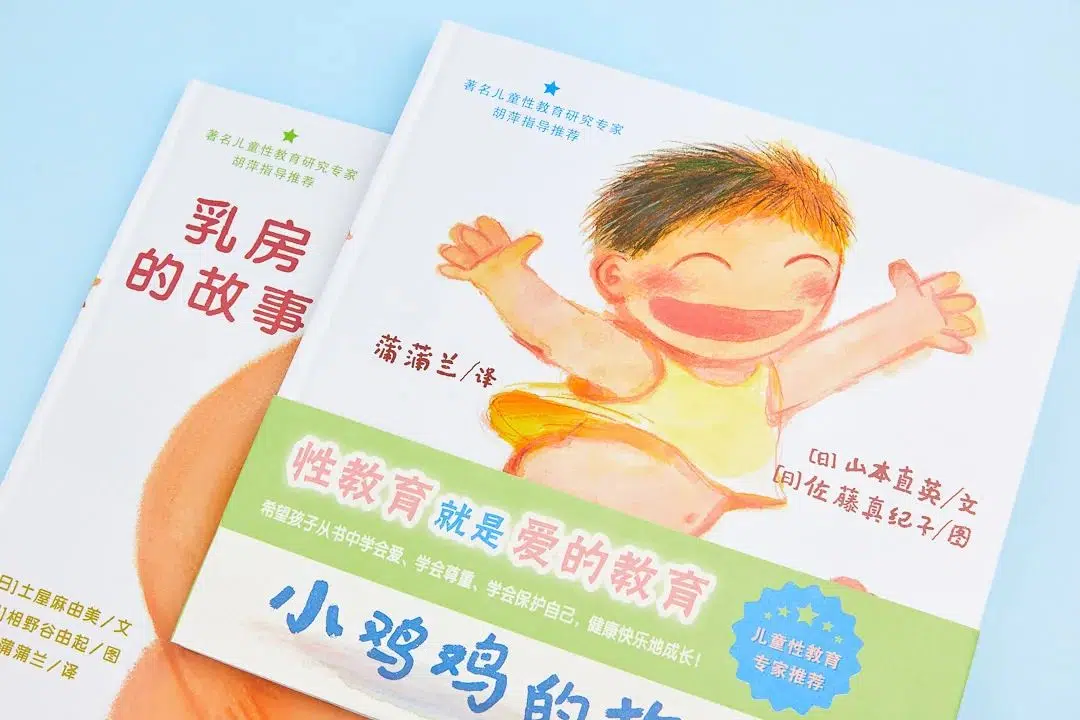 著名儿童性教育研究专家
胡萍指导推荐
乳房
的故事
日]土屋麻由美/文
]相野谷由起/图
蒲蒲兰/译
著名儿童性教育研究专家
胡萍指导推荐
蒲蒲兰/译
[日]山本直英/文
[日]佐藤真纪子/图
性教育就是爱的教育
希望孩子从书中学会爱、学会尊重、学会保护自己，健康快乐地成长！
儿童性教育
专家推荐
小鸡鸡的故